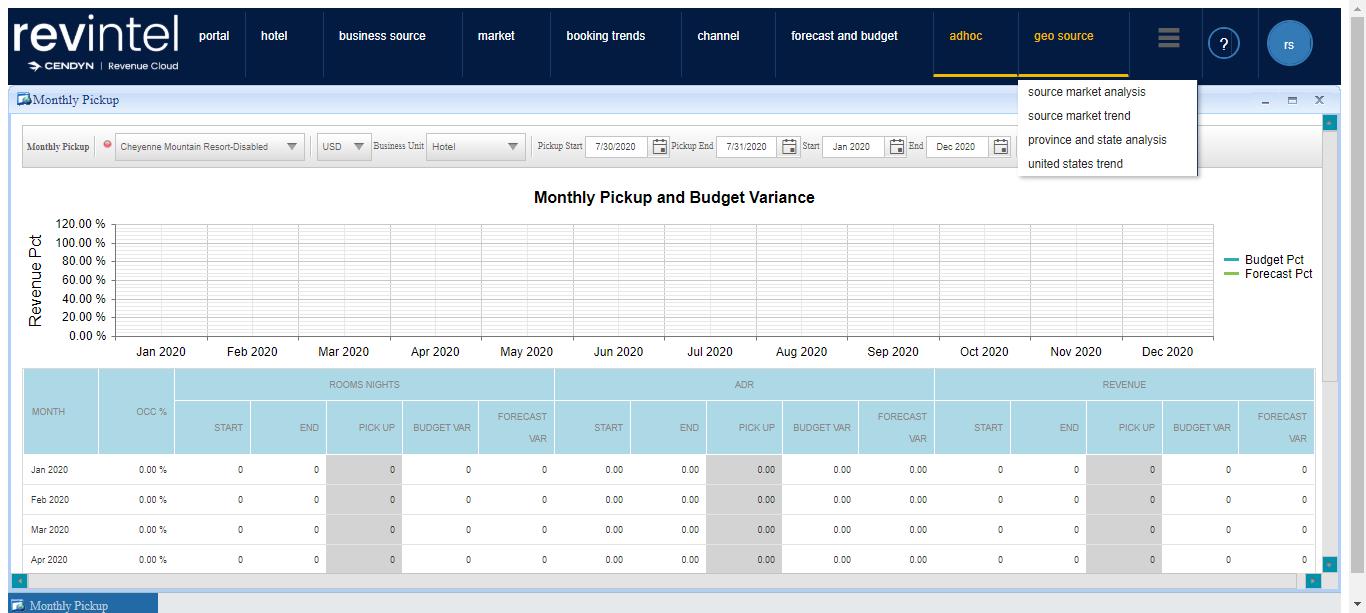 revintel
CENDYN | Revenue Cloud
portal hotel business source market booking trends channel forecast and budget adhoc geo source ? rs
source market analysis
source market trend
province and state analysis
united states trend
Monthly Pickup
Monthly Pickup Cheyenne Mountain Resort-Disabled USD Business Unit Hotel Pickup Start 7/30/2020 Pickup End 7/31/2020 Start Jan 2020 End Dec 2020
Monthly Pickup and Budget Variance
Revenue Pct
120.00 %
100.00 %
80.00 %
60.00 %
40.00 %
20.00 %
0.00 %
Jan 2020 Feb 2020 Mar 2020 Apr 2020 May 2020 Jun 2020 Jul 2020 Aug 2020 Sep 2020 Oct 2020 Nov 2020 Dec 2020
Budget Pct
Forecast Pct
ROOMS NIGHTS ADR REVENUE
MONTH OCC % START END PICK UP BUDGET VAR FORECAST VAR START END PICK UP BUDGET VAR FORECAST VAR START END PICK UP BUDGET VAR FORECAST VAR
Jan 2020 0.00 % 0 0 0 0 0 0.00 0.00 0.00 0.00 0.00 0 0 0 0 0
Feb 2020 0.00 % 0 0 0 0 0 0.00 0.00 0.00 0.00 0.00 0 0 0 0 0
Mar 2020 0.00 % 0 0 0 0 0 0.00 0.00 0.00 0.00 0.00 0 0 0 0 0
Apr 2020 0.00 % 0 0 0 0 0 0.00 0.00 0.00 0.00 0.00 0 0 0 0 0
Monthly Pickup